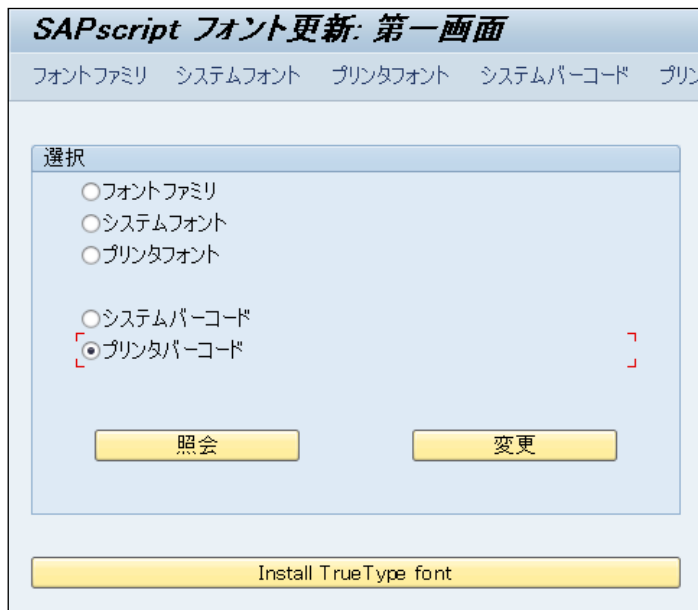 SAPscript フォント更新: 第一画面
フォントファミリ システムフォント プリンタフォント システムバーコード プリン
選択
フォントファミリ
システムフォント
プリンタフォント
システムバーコード
プリンタバーコード
照会 変更
Install TrueType font